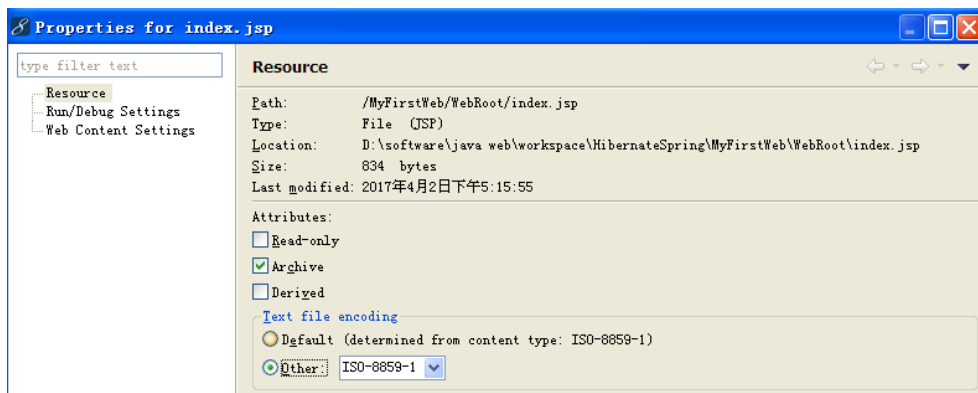 Properties for index.jsp
type filter text
Resource
Run/Debug Settings
Web Content Settings
Resource
Path: /MyFirstWeb/WebRoot/index.jsp
Type: File (JSP)
Location: D:\software\java web\workspace\HibernateSpring\MyFirstWeb\WebRoot\index.jsp
Size: 834 bytes
Last modified: 2017年4月2日下午5:15:55
Attributes:
Read-only
Archive
Derived
Text file encoding
Default (determined from content type: ISO-8859-1)
Other: ISO-8859-1